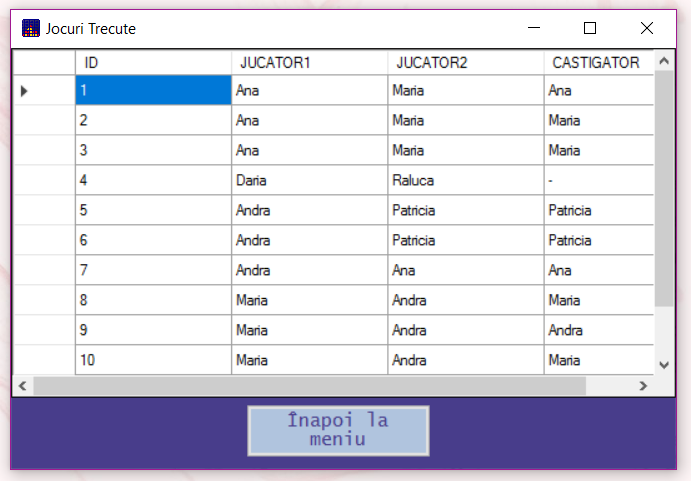 Jocuri Trecute
ID JUCATOR1 JUCATOR2 CASTIGATOR
1 Ana Maria Ana
2 Ana Maria Maria
3 Ana Maria Maria
4 Daria Raluca -
5 Andra Patricia Patricia
6 Andra Patricia Patricia
7 Andra Ana Ana
8 Maria Andra Maria
9 Maria Andra Andra
10 Maria Andra Maria
Înapoi la
meniu